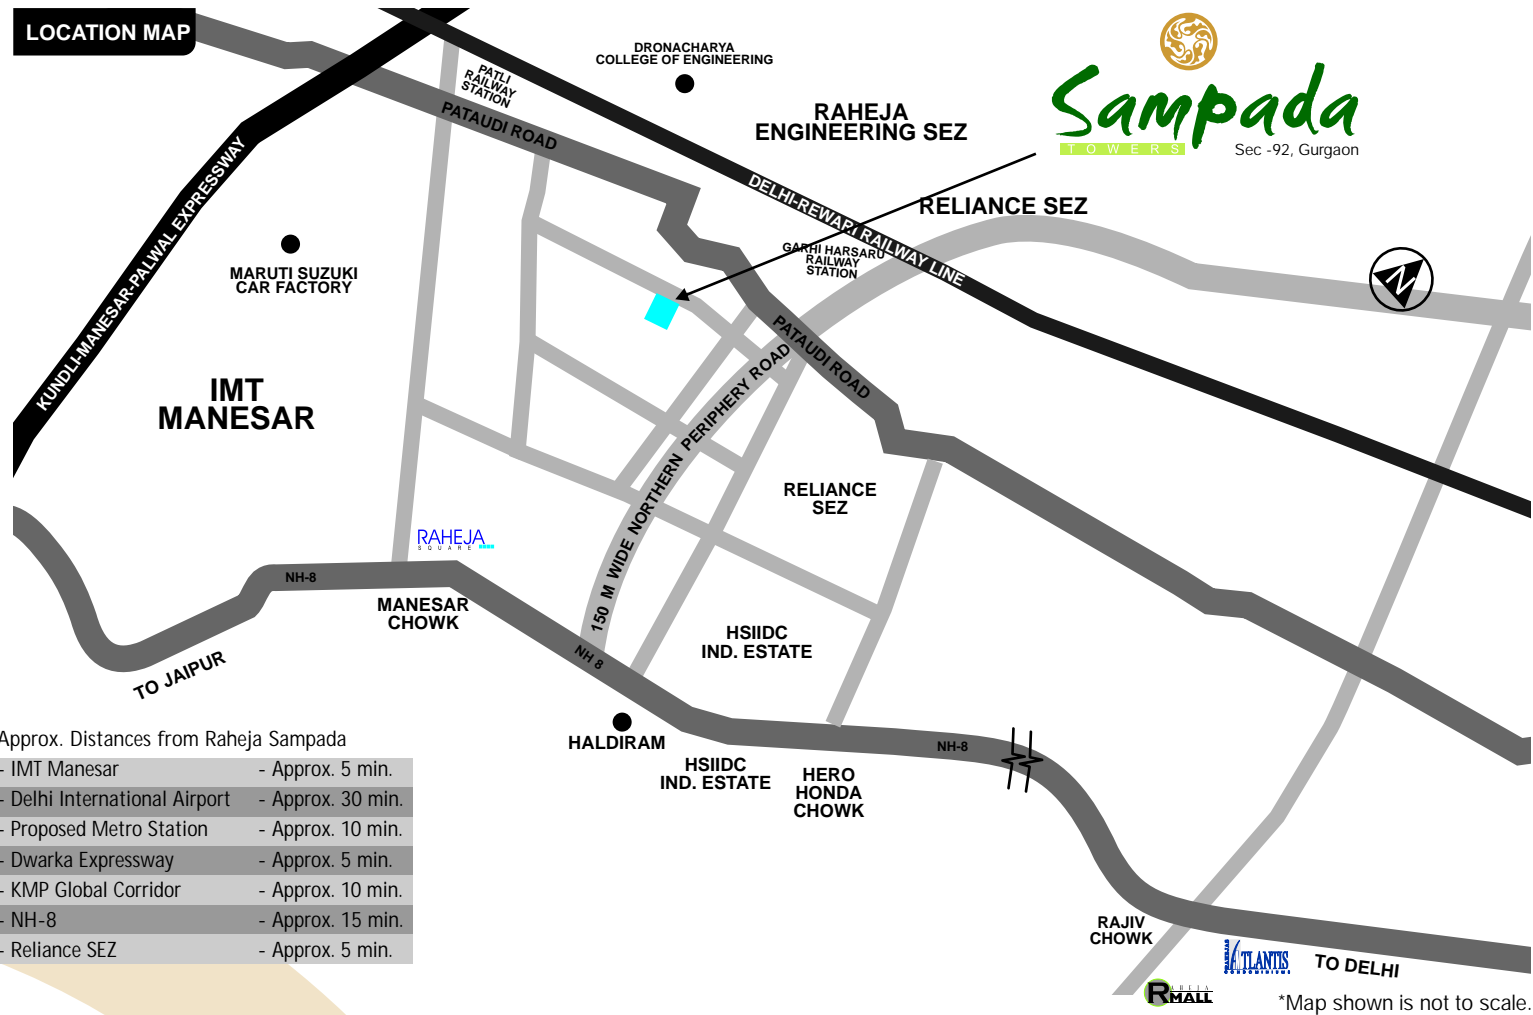 LOCATION MAP
DRONACHARYA
COLLEGE OF ENGINEERING
PATLI
RAILWAY
STATION
PATAUDI ROAD
RAHEJA
ENGINEERING SEZ
Sampada
TOWERS
Sec -92, Gurgaon
KUNDLI-MANESAR-PALWAL EXPRESSWAY
DELHI-REWARI RAILWAY LINE
RELIANCE SEZ
GARHI HARSARU
RAILWAY
STATION
N
MARUTI SUZUKI
CAR FACTORY
PATAUDI ROAD
IMT
MANESAR
150 M WIDE NORTHERN PERIPHERY ROAD
RELIANCE
SEZ
RAHEJA
SQUARE
NH-8
MANESAR
CHOWK
HSIIDC
IND. ESTATE
NH 8
TO JAIPUR
HALDIRAM
HSIIDC
IND. ESTATE
HERO
HONDA
CHOWK
NH-8
Approx. Distances from Raheja Sampada
- IMT Manesar - Approx. 5 min.
- Delhi International Airport - Approx. 30 min.
- Proposed Metro Station - Approx. 10 min.
- Dwarka Expressway - Approx. 5 min.
- KMP Global Corridor - Approx. 10 min.
- NH-8 - Approx. 15 min.
- Reliance SEZ - Approx. 5 min.
RAJIV
CHOWK
ATLANTIS
CONDOMINIUMS
TO DELHI
RAHEJA
RMALL
*Map shown is not to scale.